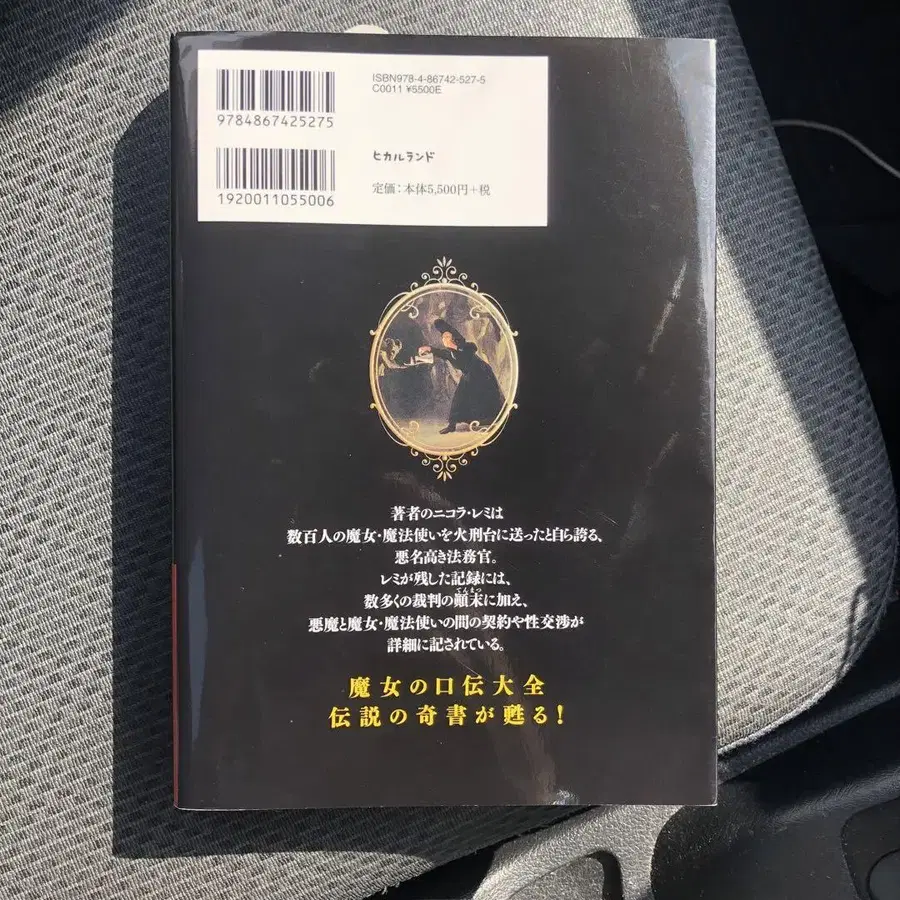 ISBN978-4-86742-527-5
C0011 ¥5500E
9784867425275
ヒカルランド
定価：本体5,500円＋税
1920011055006
著者のニコラ・レミは
数百人の魔女・魔法使いを火刑台に送ったと自ら誇る、
悪名高き法務官。
レミが残した記録には、
てんまつ
数多くの裁判の顚末に加え、
悪魔と魔女・魔法使いの間の契約や性交渉が
詳細に記されている。
魔女の口伝大全
伝説の奇書が甦る！